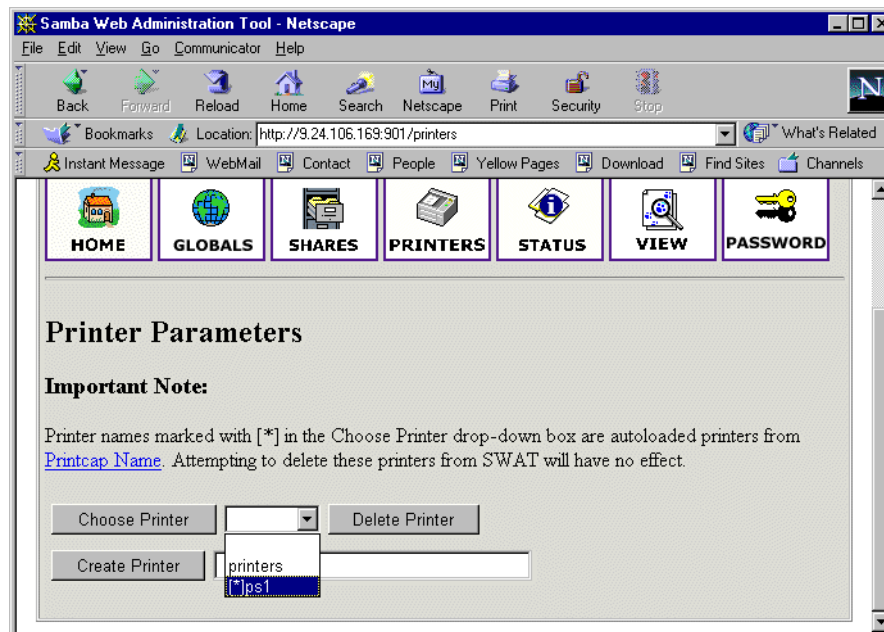 Samba Web Administration Tool - Netscape
File Edit View Go Communicator Help
Back Forward Reload Home Search Netscape Print Security Stop
My
N
Bookmarks Location: http://9.24.106.169:901/printers What's Related
Instant Message WebMail Contact People Yellow Pages Download Find Sites Channels
HOME GLOBALS SHARES PRINTERS STATUS VIEW PASSWORD
Printer Parameters
Important Note:
Printer names marked with [*] in the Choose Printer drop-down box are autoloaded printers from
Printcap Name. Attempting to delete these printers from SWAT will have no effect.
Choose Printer Delete Printer
Create Printer printers
[*]ps1